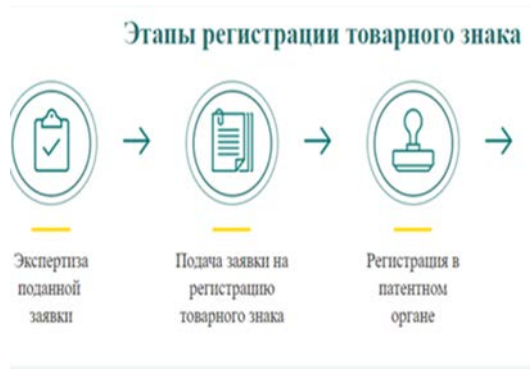 Этапы регистрации товарного знака
Экспертиза
поданной
заявки
Подача заявки на
регистрацию
товарного знака
Регистрация в
патентном
органе